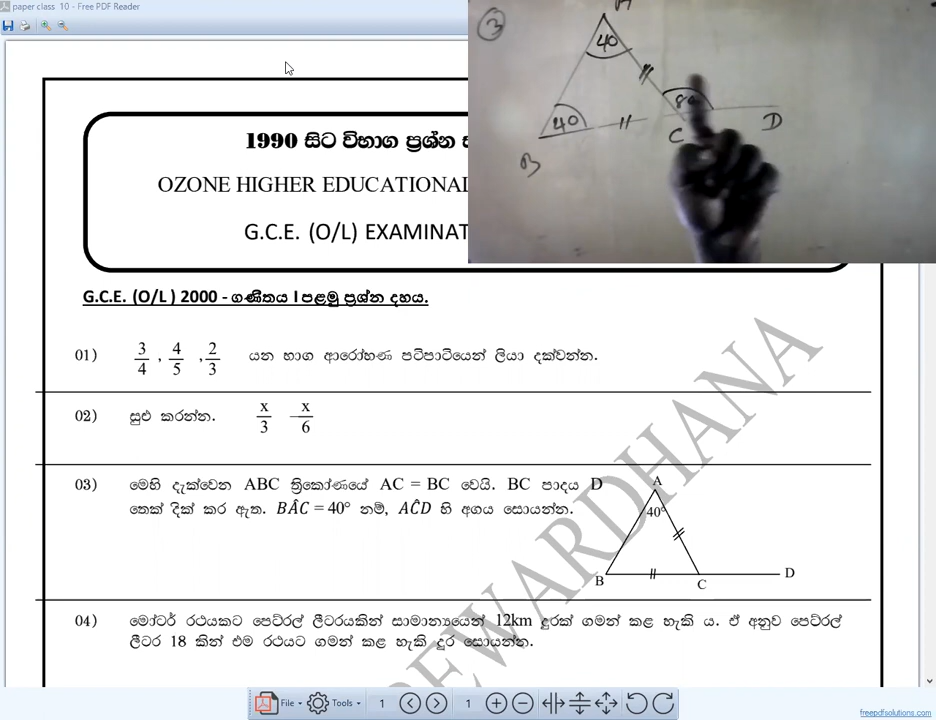 paper class 10 - Free PDF Reader
1990 සිට විභාග ප්‍රශ්න
OZONE HIGHER EDUCATIONAL
G.C.E. (O/L) EXAMINAT
3
A
40
40
80
B
C
D
G.C.E. (O/L ) 2000 - ගණිතය I පළමු ප්‍රශ්න දහය.
01) 3/4 , 4/5 , 2/3 යන භාග ආරෝහණ පටිපාටියෙන් ලියා දක්වන්න.
02) සුළු කරන්න. x/3 - x/6
03) මෙහි දැක්වෙන ABC ත්‍රිකෝණයේ AC = BC වෙයි. BC පාදය D
තෙක් දික් කර ඇත. BÂC = 40° නම්, AĈD හි අගය සොයන්න.
A
40°
B
C
D
04) මෝටර් රථයකට පෙට්‍රල් ලීටරයකින් සාමාන්‍යයෙන් 12km දුරක් ගමන් කළ හැකි ය. ඒ අනුව පෙට්‍රල්
ලීටර 18 කින් එම රථයට ගමන් කළ හැකි දුර සොයන්න.
EWARDHANA
File
Tools
1
1
freepdfsolutions.com